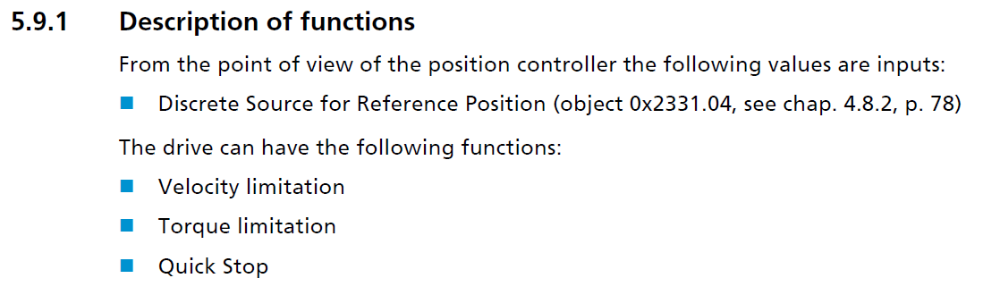 5.9.1 Description of functions
From the point of view of the position controller the following values are inputs:
■ Discrete Source for Reference Position (object 0x2331.04, see chap. 4.8.2, p. 78)
The drive can have the following functions:
■ Velocity limitation
■ Torque limitation
■ Quick Stop